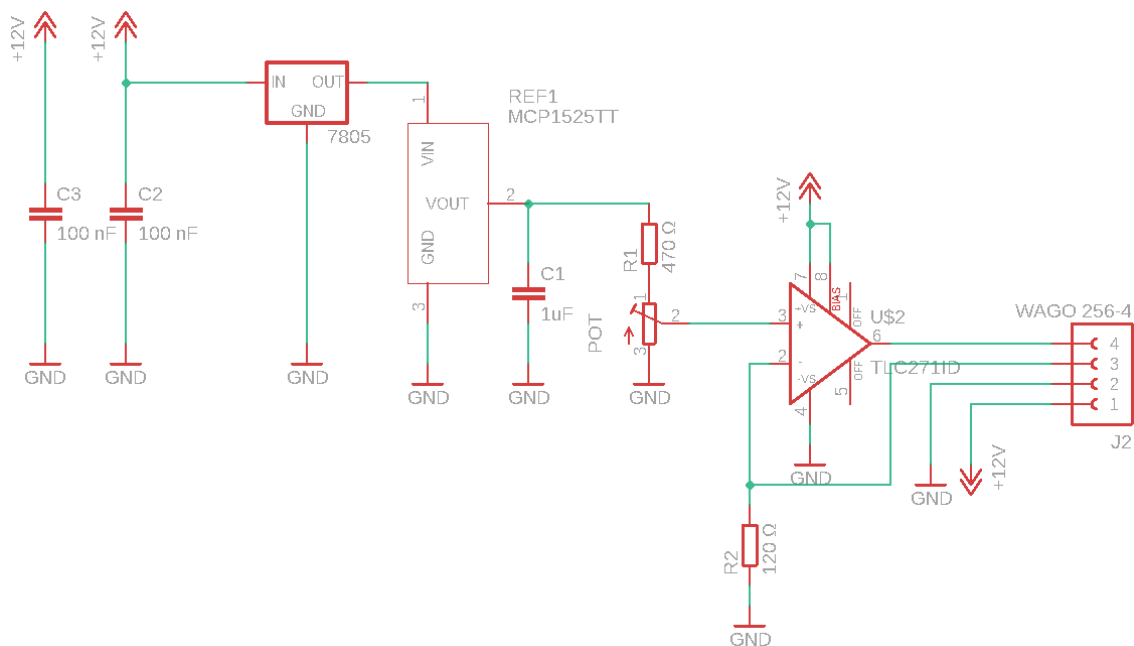 +12V
+12V
IN OUT
GND
7805
REF1
MCP1525TT
1
VIN
VOUT
2
GND
3
C3
100 nF
C2
100 nF
C1
1uF
R1
470 Ω
POT
1
2
3
+12V
7
8
BIAS
1
+VS
OFF
3
+
2
-
-VS
4
5
OFF
6
U$2
TLC271ID
WAGO 256-4
4
3
2
1
J2
+12V
GND
GND
GND
GND
GND
GND
GND
GND
GND
R2
120 Ω
GND